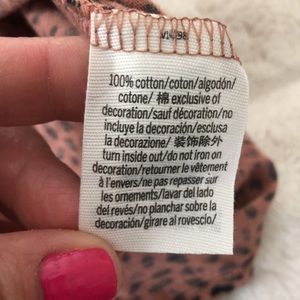 100% cotton/coton/algodón/
cotone/ 棉 exclusive of
decoration/sauf décoration/no
incluye la decoración/esclusa
la decorazione/ 装饰除外
turn inside out/do not iron on
decoration/retourner le vêtement
à l'envers/ne pas repasser sur
les ornements/lavar del lado
del revés/no planchar sobre la
decoración/girare al rovescio/